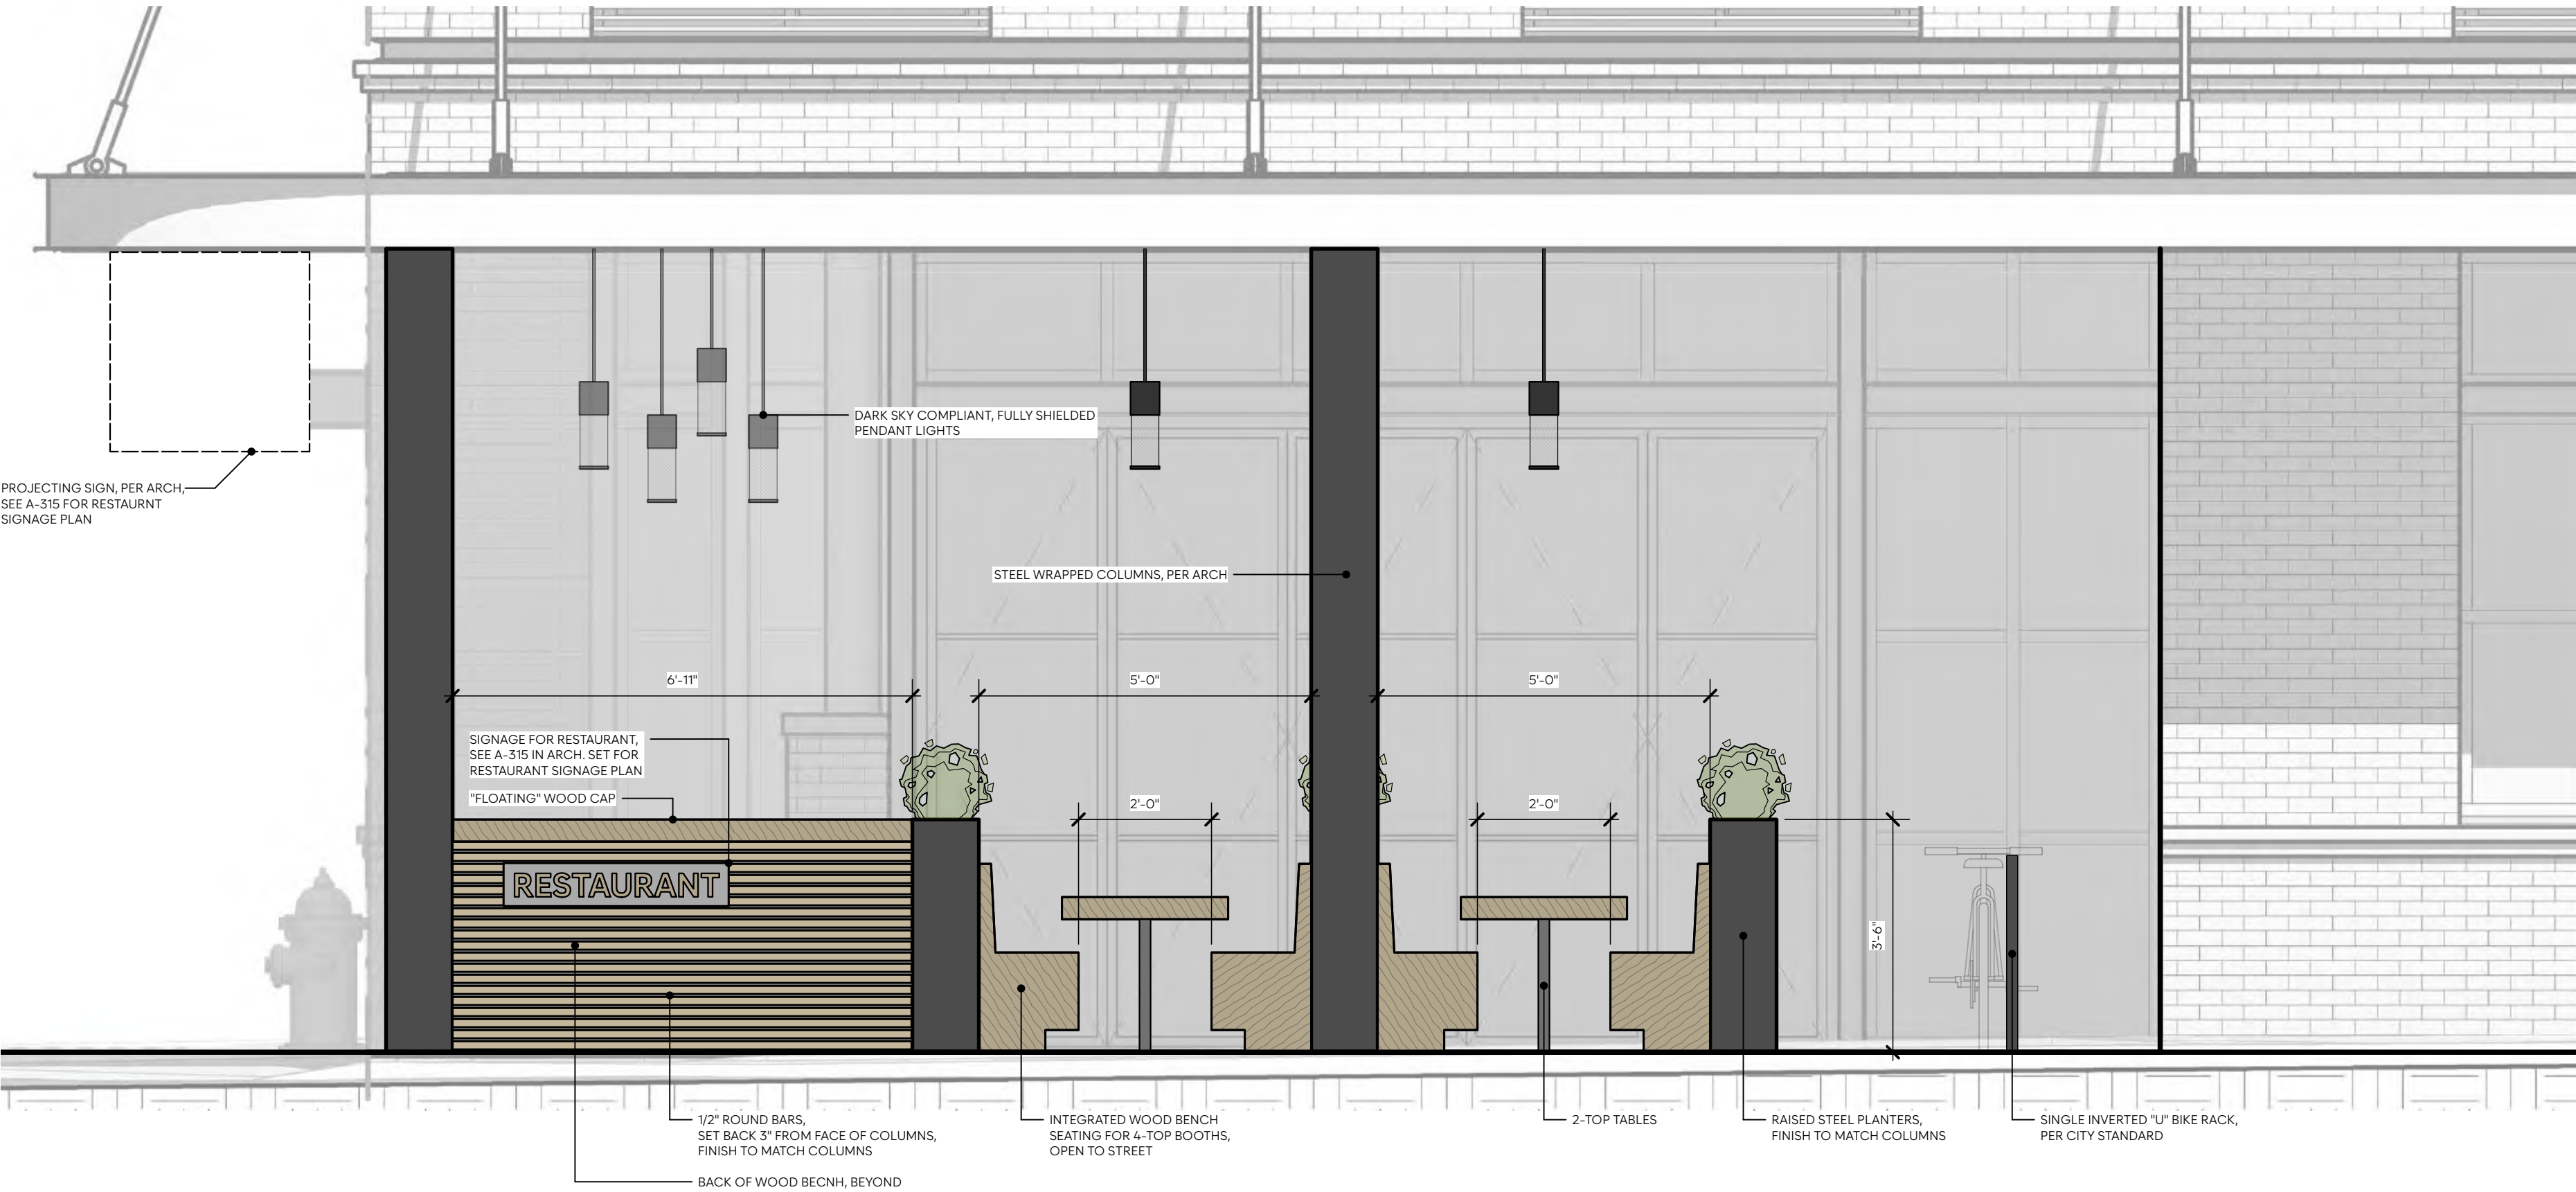 DARK SKY COMPLIANT, FULLY SHIELDED
PENDANT LIGHTS
PROJECTING SIGN, PER ARCH,
SEE A-315 FOR RESTAURNT
SIGNAGE PLAN
STEEL WRAPPED COLUMNS, PER ARCH
6'-11"
5'-0"
5'-0"
SIGNAGE FOR RESTAURANT,
SEE A-315 IN ARCH. SET FOR
RESTAURANT SIGNAGE PLAN
"FLOATING" WOOD CAP
2'-0"
2'-0"
RESTAURANT
3'-6"
1/2" ROUND BARS,
SET BACK 3" FROM FACE OF COLUMNS,
FINISH TO MATCH COLUMNS
INTEGRATED WOOD BENCH
SEATING FOR 4-TOP BOOTHS,
OPEN TO STREET
2-TOP TABLES
RAISED STEEL PLANTERS,
FINISH TO MATCH COLUMNS
SINGLE INVERTED "U" BIKE RACK,
PER CITY STANDARD
BACK OF WOOD BECNH, BEYOND